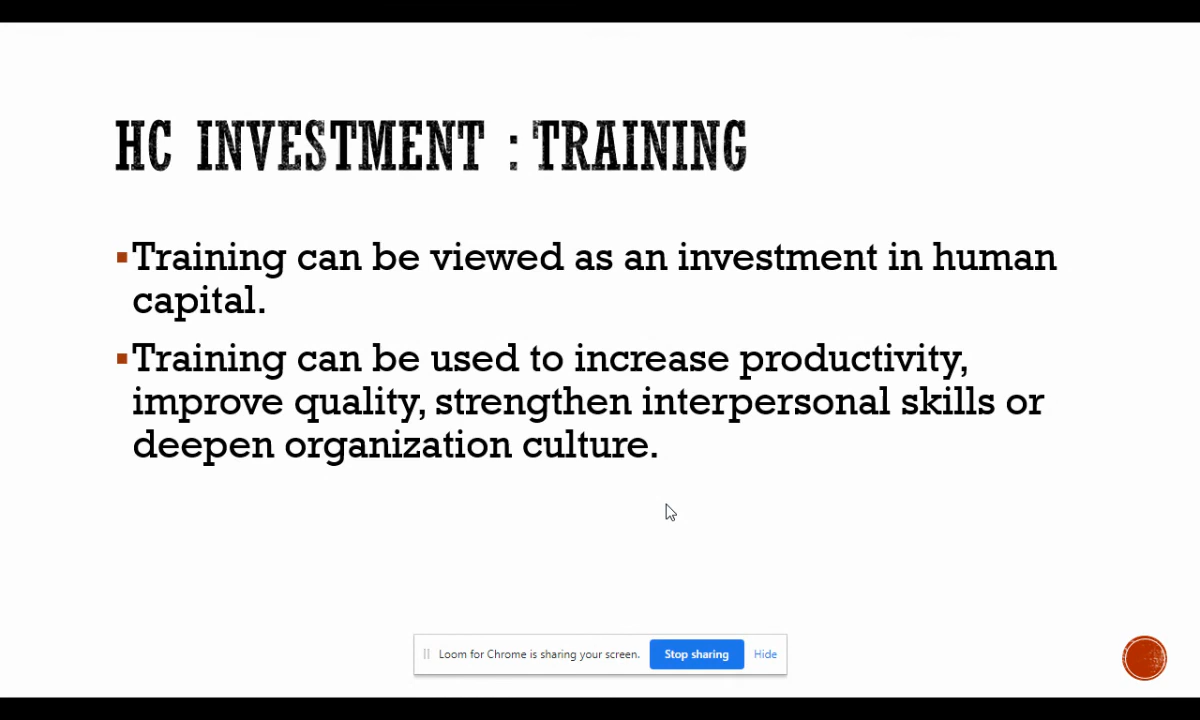 HC INVESTMENT : TRAINING
▪Training can be viewed as an investment in human
capital.
▪Training can be used to increase productivity,
improve quality, strengthen interpersonal skills or
deepen organization culture.
Loom for Chrome is sharing your screen. Stop sharing Hide